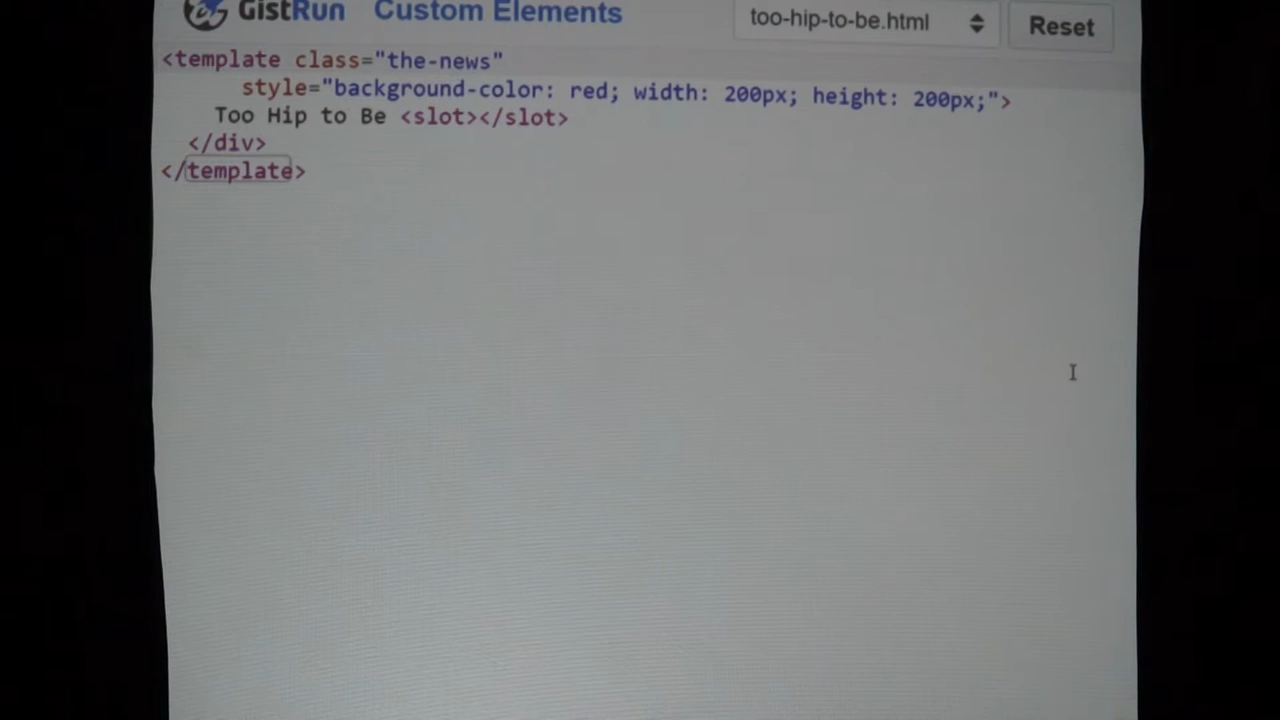 GistRun Custom Elements too-hip-to-be.html Reset
<template class="the-news"
style="background-color: red; width: 200px; height: 200px;">
Too Hip to Be <slot></slot>
</div>
</template>